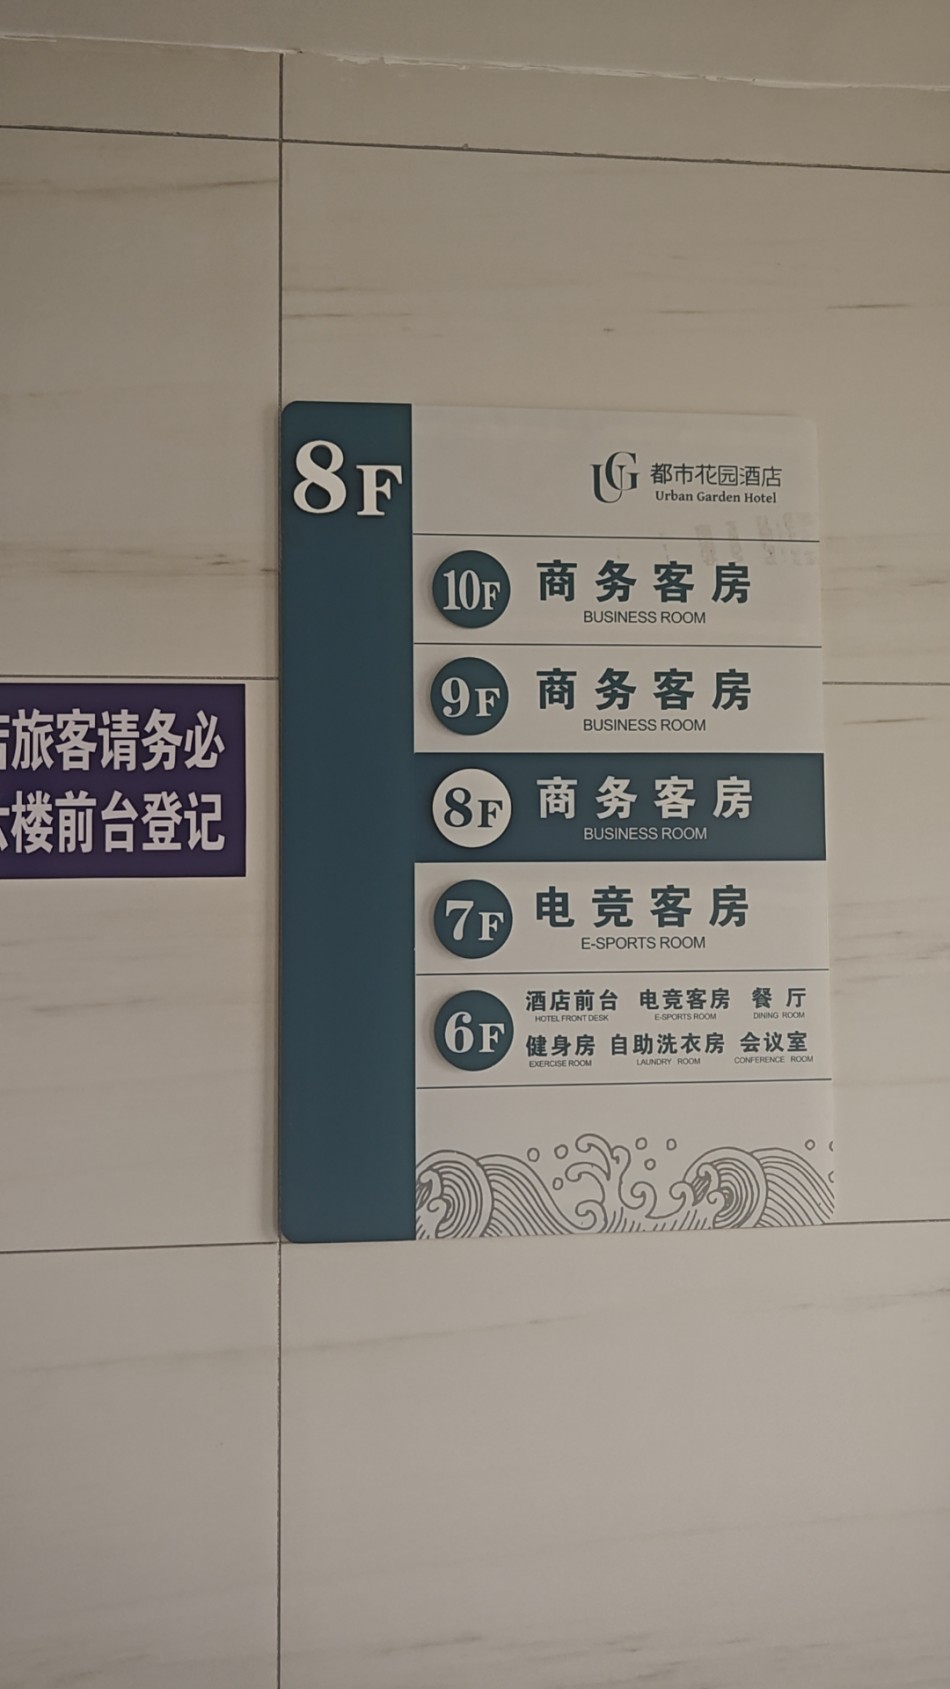 8F
UG 都市花园酒店
Urban Garden Hotel
10F 商务客房
BUSINESS ROOM
9F 商务客房
BUSINESS ROOM
8F 商务客房
BUSINESS ROOM
7F 电竞客房
E-SPORTS ROOM
6F
酒店前台 电竞客房 餐厅
HOTEL FRONT DESK E-SPORTS ROOM DINING ROOM
健身房 自助洗衣房 会议室
EXERCISE ROOM LAUNDRY ROOM CONFERENCE ROOM
旅客请务必
楼前台登记